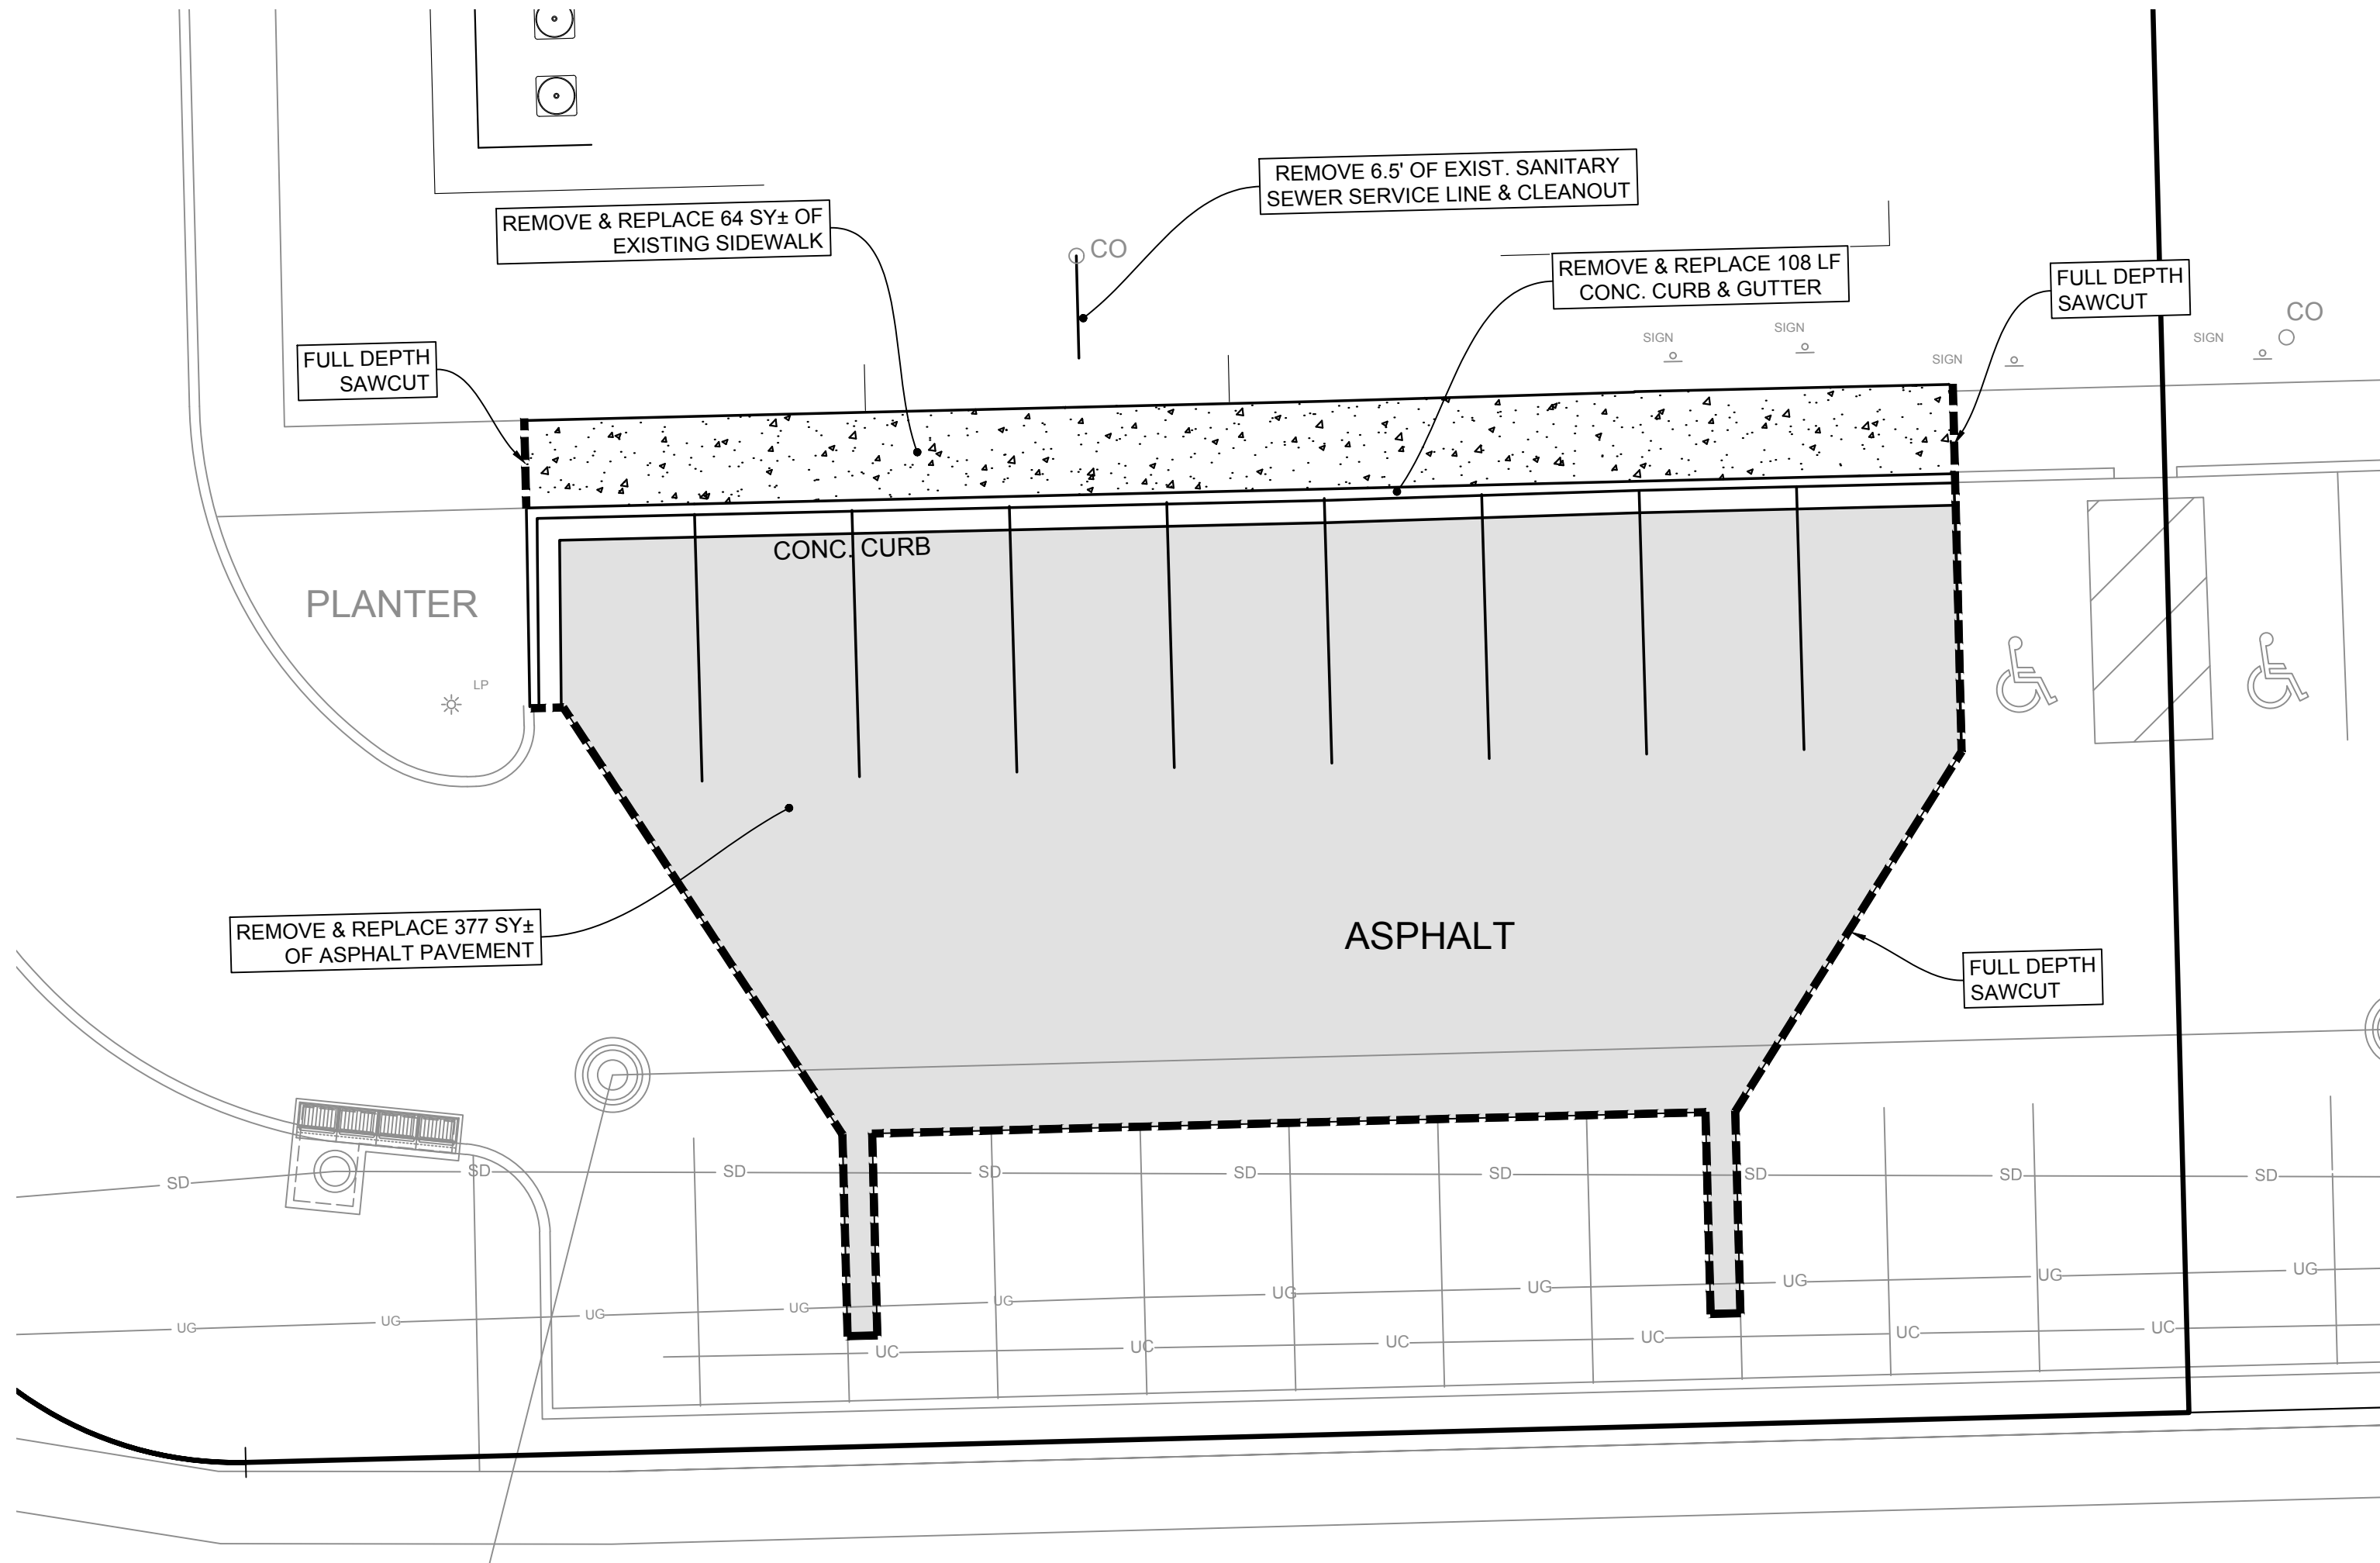 REMOVE 6.5' OF EXIST. SANITARY
SEWER SERVICE LINE & CLEANOUT
REMOVE & REPLACE 64 SY± OF
EXISTING SIDEWALK
CO
REMOVE & REPLACE 108 LF
CONC. CURB & GUTTER
FULL DEPTH
SAWCUT
CO
SIGN
SIGN
SIGN
SIGN
FULL DEPTH
SAWCUT
CONC. CURB
PLANTER
LP
REMOVE & REPLACE 377 SY±
OF ASPHALT PAVEMENT
ASPHALT
FULL DEPTH
SAWCUT
SD
SD
SD
SD
SD
SD
SD
SD
SD
UG
UG
UG
UG
UG
UG
UG
UG
UG
UG
UC
UC
UC
UC
UC
UC